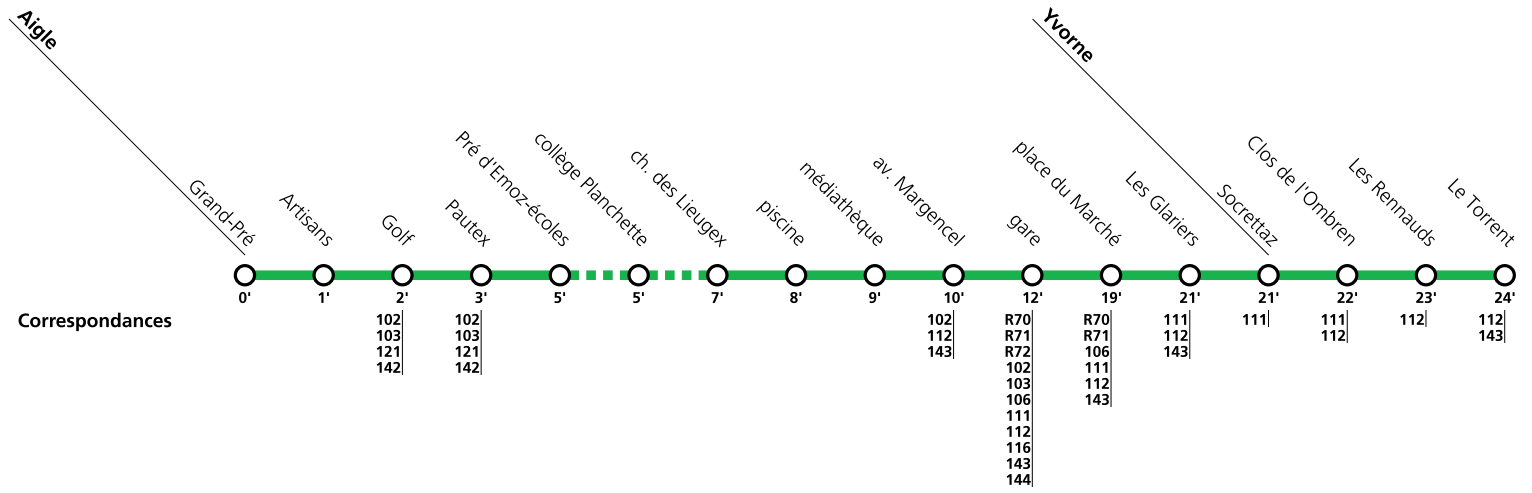 Aigle
Yvorne
Grand-Pré
Artisans
Golf
Pautex
Pré d'Emoz-écoles
collège Planchette
ch. des Lieugex
piscine
médiathèque
av. Margencel
gare
place du Marché
Les Glariers
Socrettaz
Clos de l'Ombren
Les Rennauds
Le Torrent
0' 1' 2' 3' 5' 5' 7' 8' 9' 10' 12' 19' 21' 21' 22' 23' 24'
Correspondances
102 102 102 R70 R70 111 111 111 112 112
103 103 112 R71 R71 112 112 143
121 121 143 R72 106 143
142 142 102 111
103 112
106 143
111
112
116
143
144